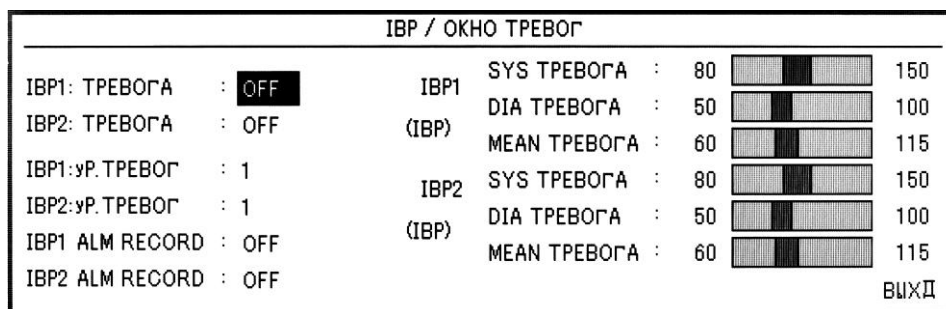 IBP / ОКНО ТРЕВОГ
IBP1: ТРЕВОГА : OFF
IBP2: ТРЕВОГА : OFF
IBP1:УР.ТРЕВОГ : 1
IBP2:УР.ТРЕВОГ : 1
IBP1 ALM RECORD : OFF
IBP2 ALM RECORD : OFF
IBP1
(IBP)
SYS ТРЕВОГА : 80 150
DIA ТРЕВОГА : 50 100
MEAN ТРЕВОГА : 60 115
IBP2
(IBP)
SYS ТРЕВОГА : 80 150
DIA ТРЕВОГА : 50 100
MEAN ТРЕВОГА : 60 115
ВЫХД